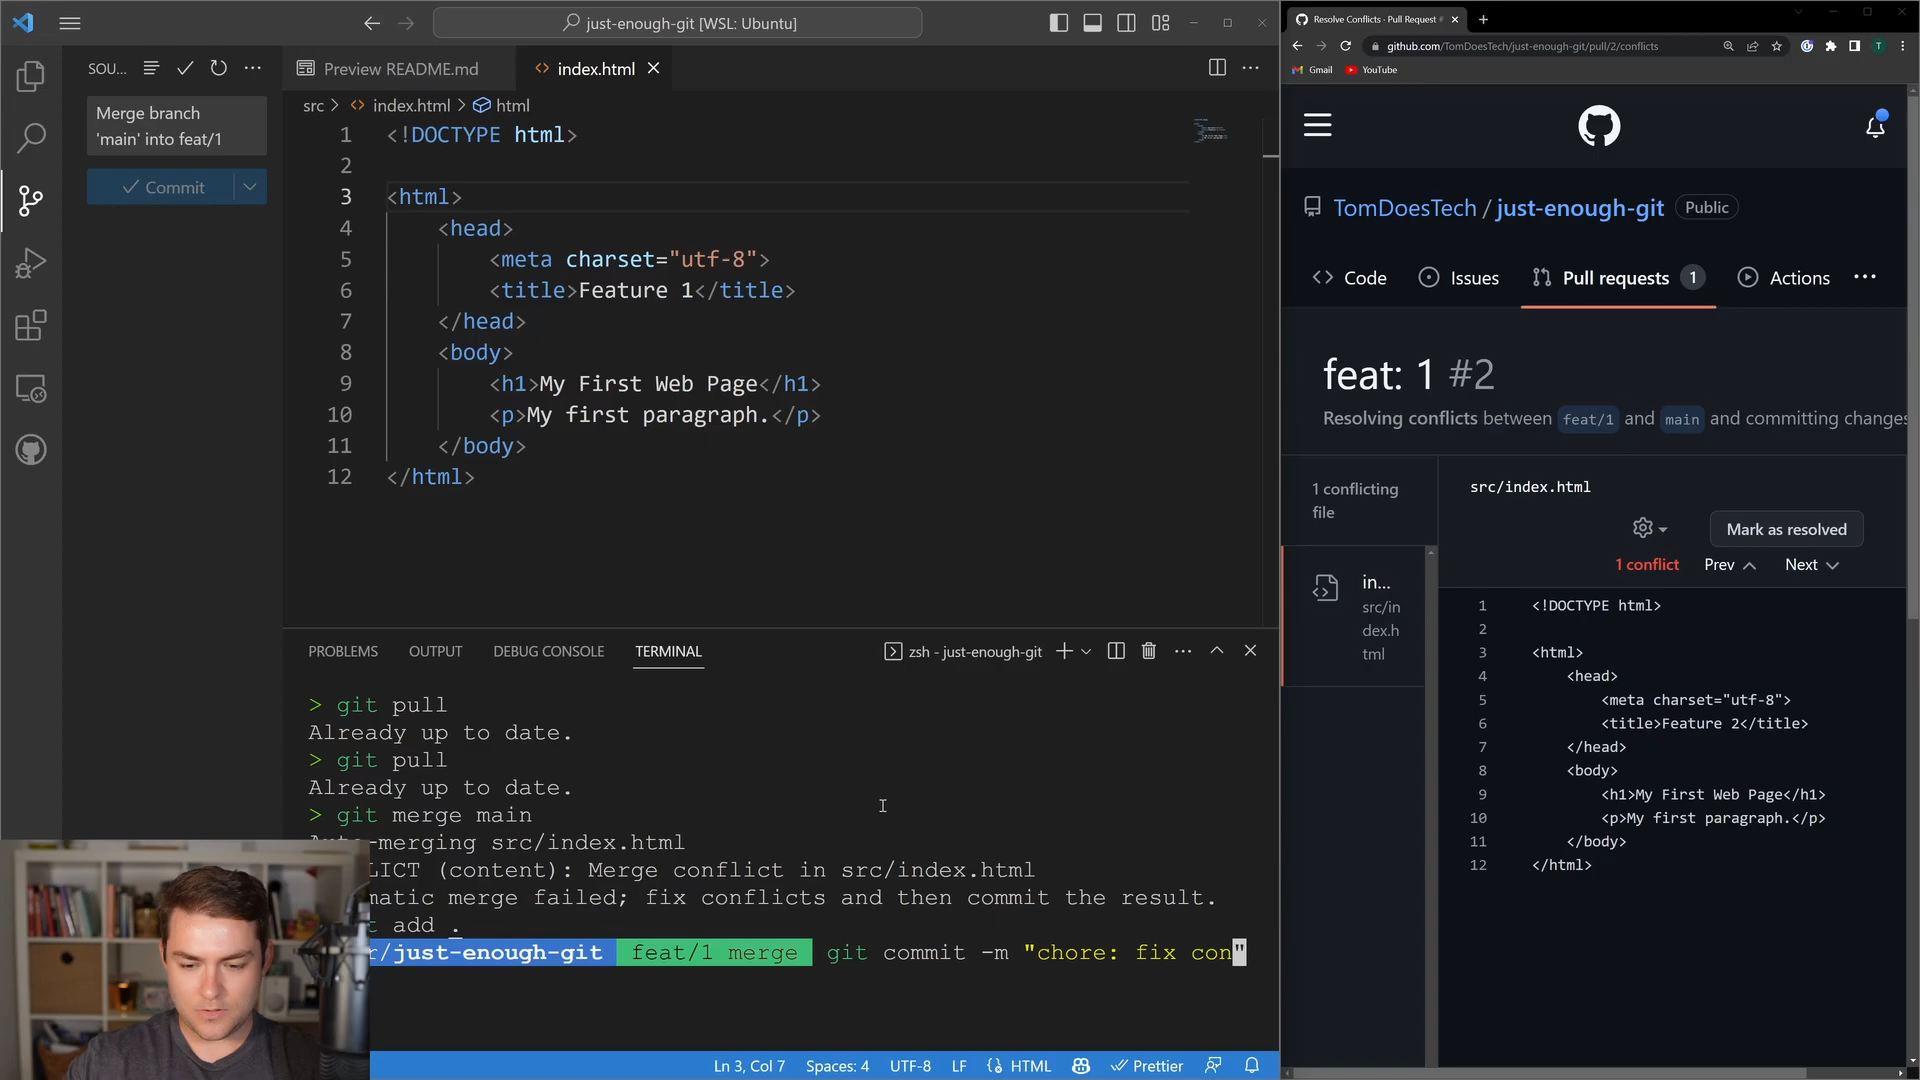 just-enough-git [WSL: Ubuntu]
SOU...
Merge branch
'main' into feat/1
Commit
Preview README.md
index.html
src > index.html > html
1 <!DOCTYPE html>
2
3 <html>
4 <head>
5 <meta charset="utf-8">
6 <title>Feature 1</title>
7 </head>
8 <body>
9 <h1>My First Web Page</h1>
10 <p>My first paragraph.</p>
11 </body>
12 </html>
PROBLEMS OUTPUT DEBUG CONSOLE TERMINAL
zsh - just-enough-git
> git pull
Already up to date.
> git pull
Already up to date.
> git merge main
Auto-merging src/index.html
LICT (content): Merge conflict in src/index.html
matic merge failed; fix conflicts and then commit the result.
t add .
r/just-enough-git feat/1 merge git commit -m "chore: fix con"
Ln 3, Col 7 Spaces: 4 UTF-8 LF HTML Prettier
Resolve Conflicts · Pull Request #
github.com/TomDoesTech/just-enough-git/pull/2/conflicts
T
Gmail YouTube
TomDoesTech / just-enough-git Public
Code Issues Pull requests 1 Actions
feat: 1 #2
Resolving conflicts between feat/1 and main and committing changes
1 conflicting
file
in...
src/in
dex.h
tml
src/index.html
Mark as resolved
1 conflict Prev Next
1 <!DOCTYPE html>
2
3 <html>
4 <head>
5 <meta charset="utf-8">
6 <title>Feature 2</title>
7 </head>
8 <body>
9 <h1>My First Web Page</h1>
10 <p>My first paragraph.</p>
11 </body>
12 </html>